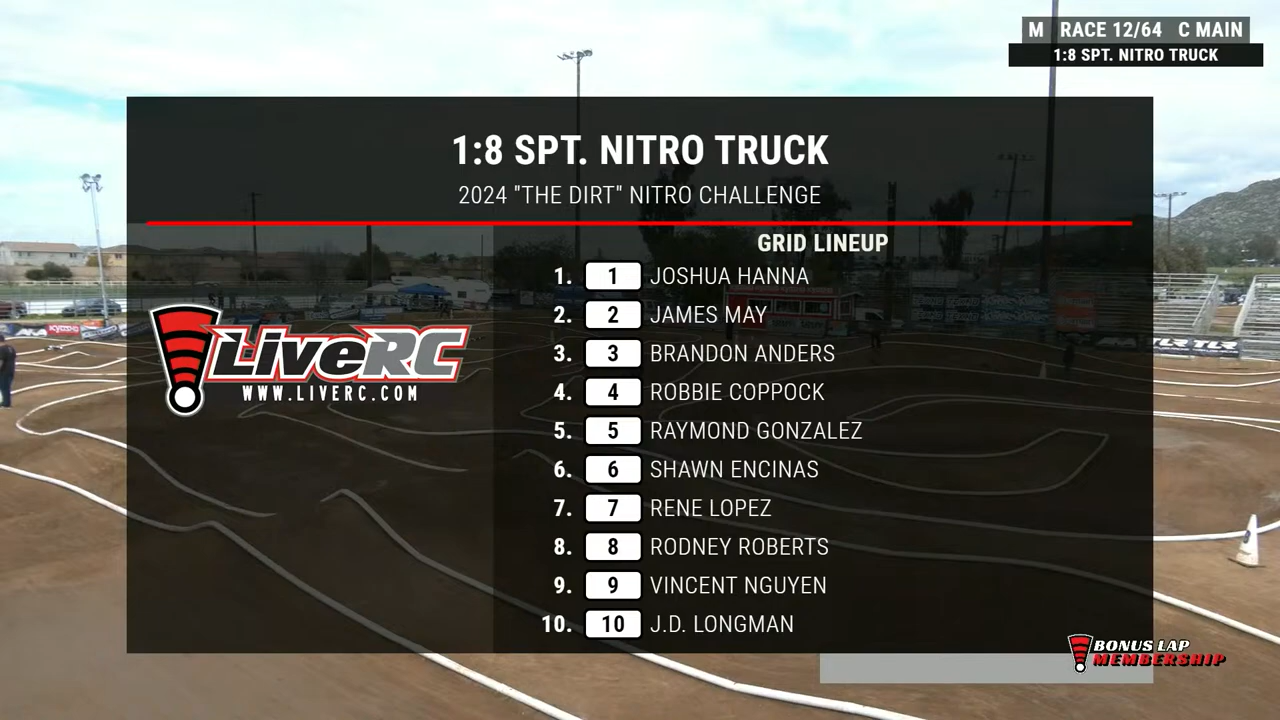 M RACE 12/64 C MAIN
1:8 SPT. NITRO TRUCK
1:8 SPT. NITRO TRUCK
2024 "THE DIRT" NITRO CHALLENGE
GRID LINEUP
1. 1 JOSHUA HANNA
2. 2 JAMES MAY
3. 3 BRANDON ANDERS
4. 4 ROBBIE COPPOCK
5. 5 RAYMOND GONZALEZ
6. 6 SHAWN ENCINAS
7. 7 RENE LOPEZ
8. 8 RODNEY ROBERTS
9. 9 VINCENT NGUYEN
10. 10 J.D. LONGMAN
LiveRC
WWW.LIVERC.COM
TLR TLR
BONUS LAP
MEMBERSHIP